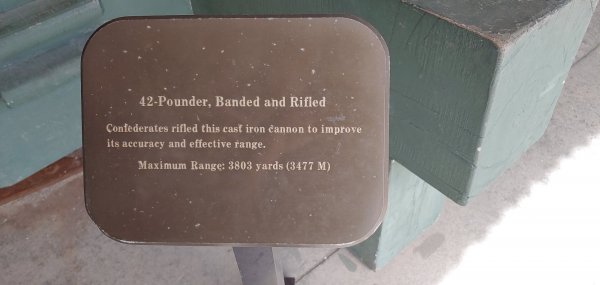 42-Pounder, Banded and Rifled
Confederates rifled this cast iron cannon to improve
its accuracy and effective range.
Maximum Range: 3803 yards (3477 M)